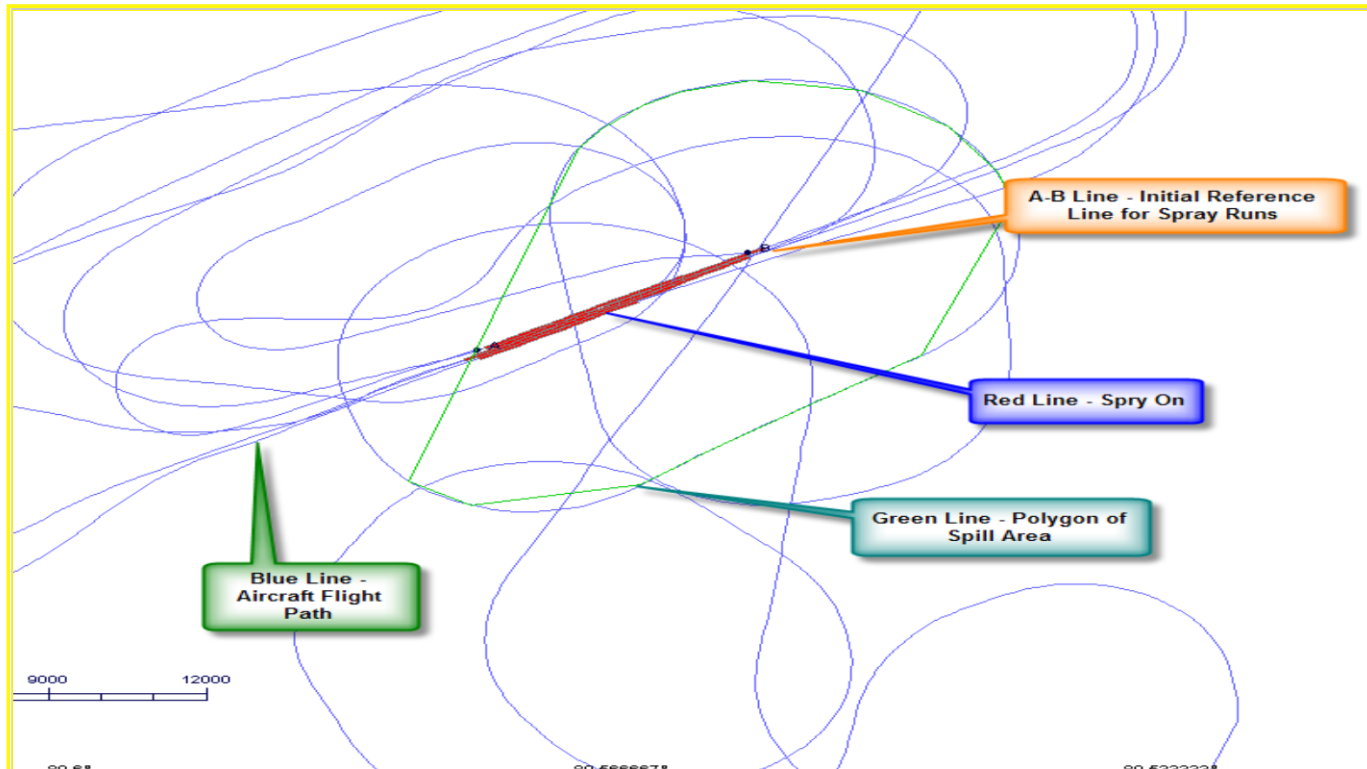 A-B Line - Initial Reference
Line for Spray Runs
B
A
Red Line - Spry On
Green Line - Polygon of
Spill Area
Blue Line -
Aircraft Flight
Path
9000 12000